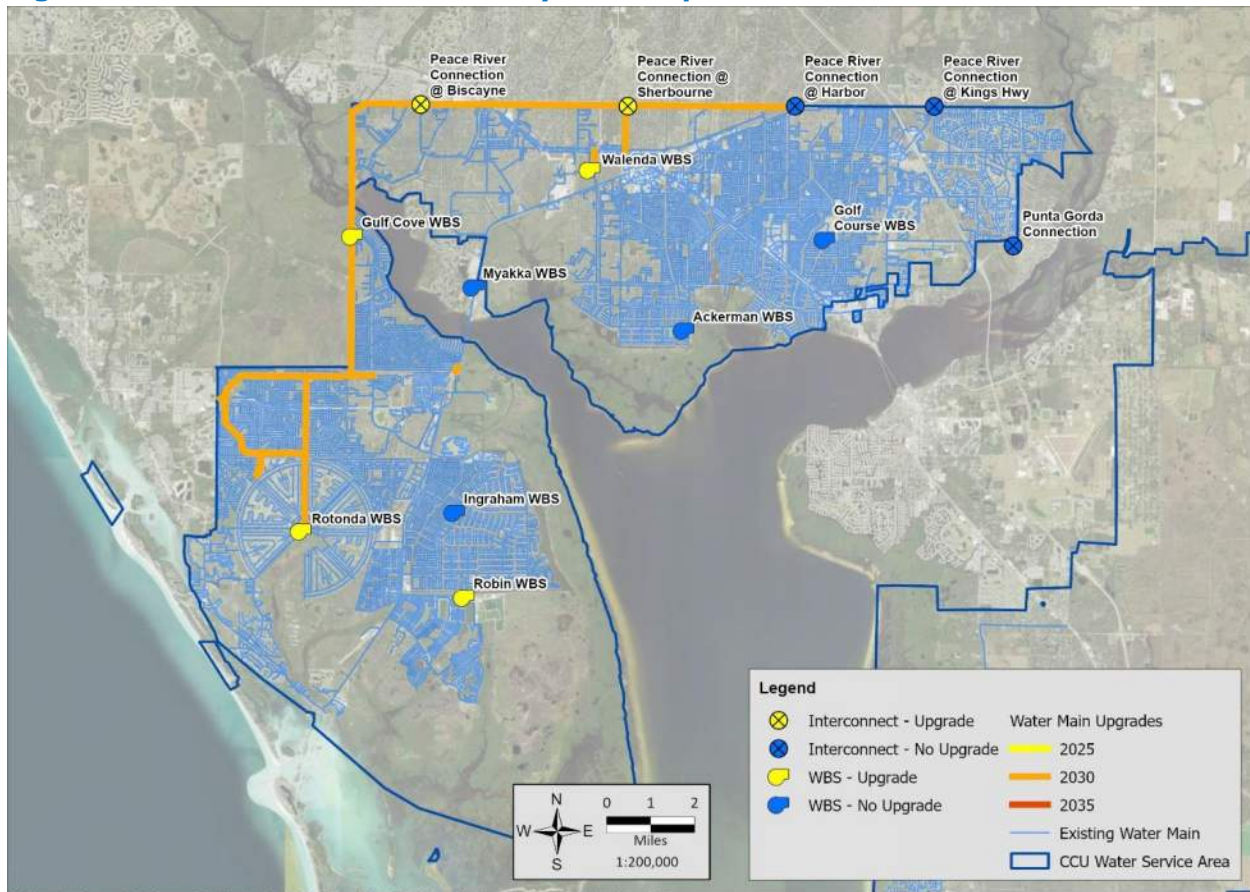 Peace River
Connection
@ Biscayne
Peace River
Connection @
Sherbourne
Peace River
Connection
@ Harbor
Peace River
Connection
@ Kings Hwy
Walenda WBS
Gulf Cove WBS
Golf
Course WBS
Punta Gorda
Connection
Myakka WBS
Ackerman WBS
Ingraham WBS
Rotonda WBS
Robin WBS
Legend
Interconnect - Upgrade
Interconnect - No Upgrade
WBS - Upgrade
WBS - No Upgrade
Water Main Upgrades
2025
2030
2035
Existing Water Main
CCU Water Service Area
N
W
E
S
0 1 2
Miles
1:200,000